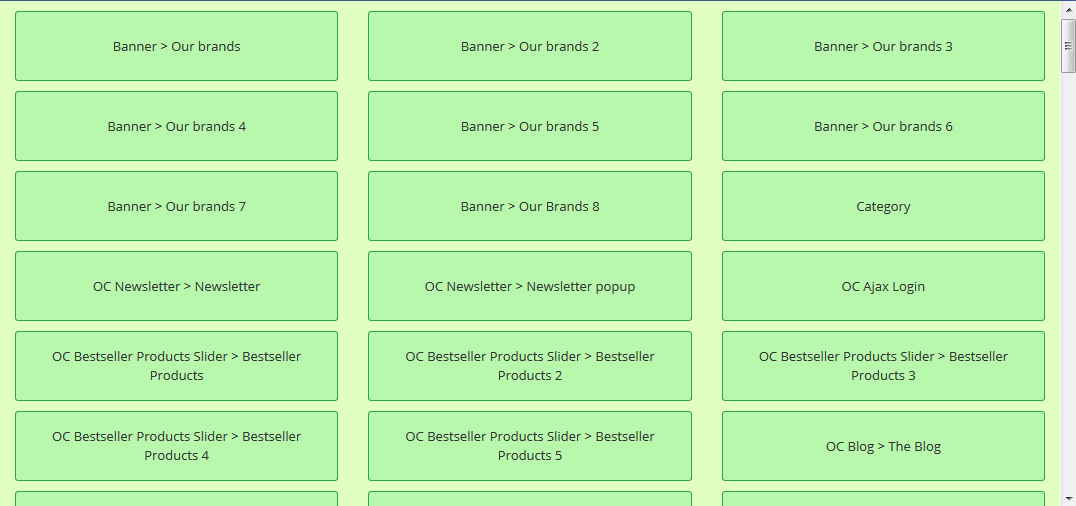 Banner > Our brands
Banner > Our brands 2
Banner > Our brands 3
Banner > Our brands 4
Banner > Our brands 5
Banner > Our brands 6
Banner > Our brands 7
Banner > Our Brands 8
Category
OC Newsletter > Newsletter
OC Newsletter > Newsletter popup
OC Ajax Login
OC Bestseller Products Slider > Bestseller
Products
OC Bestseller Products Slider > Bestseller
Products 2
OC Bestseller Products Slider > Bestseller
Products 3
OC Bestseller Products Slider > Bestseller
Products 4
OC Bestseller Products Slider > Bestseller
Products 5
OC Blog > The Blog